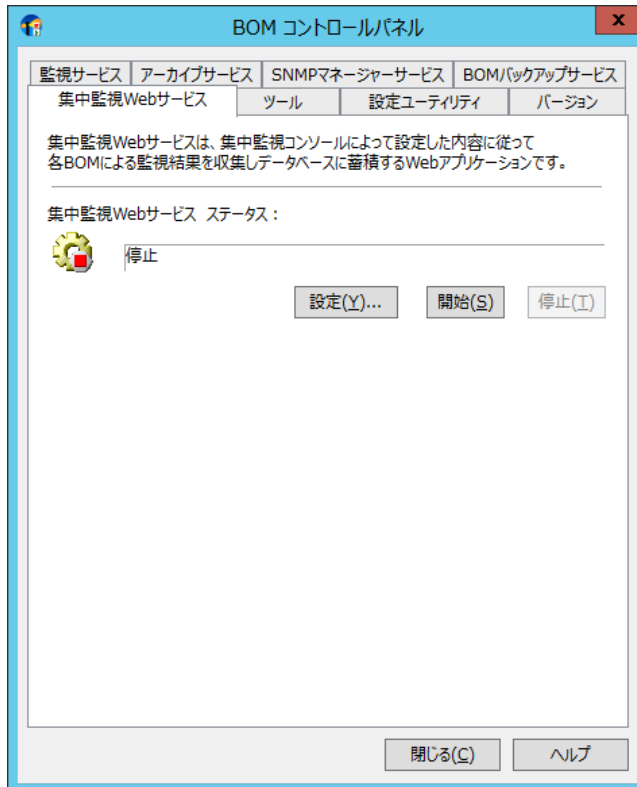 BOM コントロールパネル
x
監視サービス アーカイブサービス SNMPマネージャーサービス BOMバックアップサービス
集中監視Webサービス ツール 設定ユーティリティ バージョン
集中監視Webサービスは、集中監視コンソールによって設定した内容に従って
各BOMによる監視結果を収集しデータベースに蓄積するWebアプリケーションです。
集中監視Webサービス ステータス：
停止
設定(Y)... 開始(S) 停止(T)
閉じる(C) ヘルプ